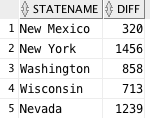 STATENAME DIFF
1 New Mexico 320
2 New York 1456
3 Washington 858
4 Wisconsin 713
5 Nevada 1239